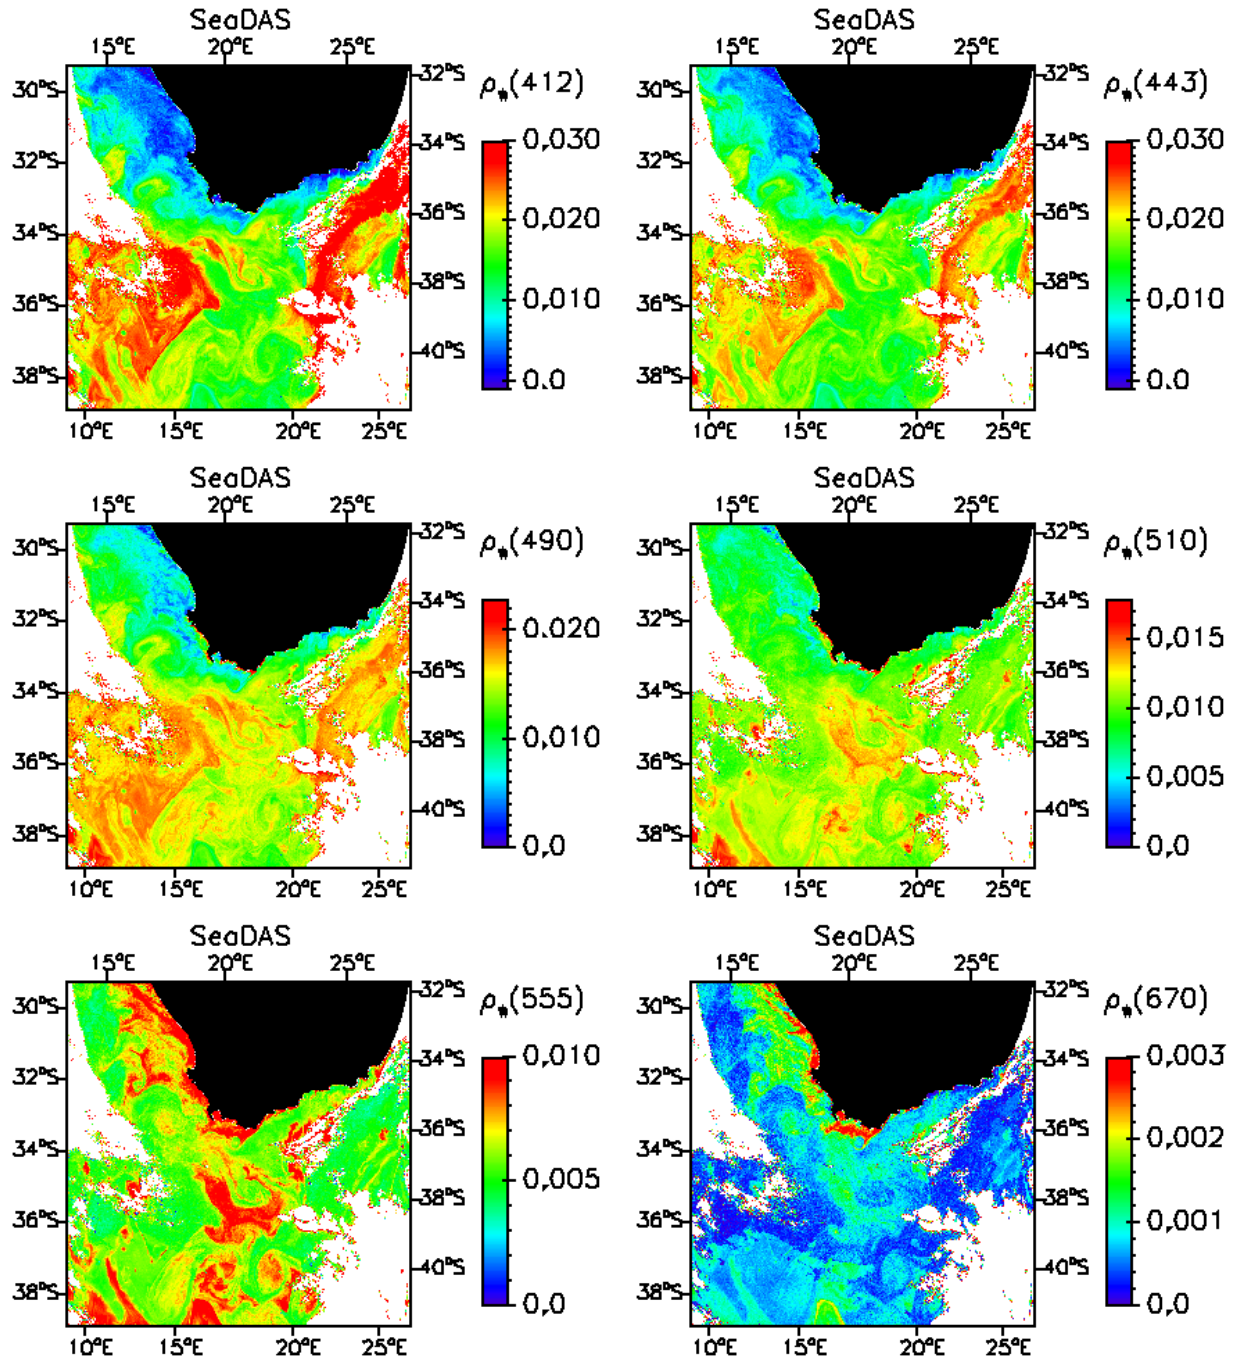 SeaDAS SeaDAS
15°E 20°E 25°E 15°E 20°E 25°E
32°S ρw(412) 32°S ρw(443)
30°S 30°S
34°S 0,030 34°S 0,030
32°S 32°S
36°S 0,020 36°S 0,020
34°S 34°S
38°S 38°S
36°S 0,010 36°S 0,010
40°S 40°S
38°S 0.0 38°S 0.0
10°E 15°E 20°E 25°E 10°E 15°E 20°E 25°E
SeaDAS SeaDAS
15°E 20°E 25°E 15°E 20°E 25°E
32°S ρw(490) 32°S ρw(510)
30°S 30°S
34°S 34°S
32°S 0.020 32°S 0,015
36°S 36°S
34°S 34°S 0,010
38°S 0,010 38°S
36°S 36°S 0,005
40°S 40°S
38°S 0,0 38°S 0,0
10°E 15°E 20°E 25°E 10°E 15°E 20°E 25°E
SeaDAS SeaDAS
15°E 20°E 25°E 15°E 20°E 25°E
32°S ρw(555) 32°S ρw(670)
30°S 30°S
34°S 0,010 34°S 0,003
32°S 32°S
36°S 36°S 0,002
34°S 34°S
38°S 0,005 38°S
36°S 36°S 0,001
40°S 40°S
38°S 0,0 38°S 0,0
10°E 15°E 20°E 25°E 10°E 15°E 20°E 25°E